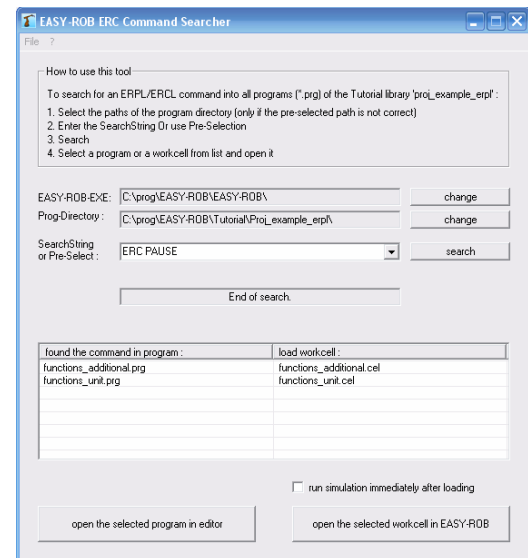 EASY-ROB ERC Command Searcher
File ?
How to use this tool
To search for an ERPL/ERCL command into all programs (*.prg) of the Tutorial library 'proj_example_erpl' :
1. Select the paths of the program directory (only if the pre-selected path is not correct)
2. Enter the SearchString Or use Pre-Selection
3. Search
4. Select a program or a workcell from list and open it
EASY-ROB-EXE: C:\prog\EASY-ROB\EASY-ROB\ change
Prog-Directory : C:\prog\EASY-ROB\Tutorial\Proj_example_erpl\ change
SearchString
or Pre-Select : ERC PAUSE search
End of search.
found the command in program : load workcell :
functions_additional.prg functions_additional.cel
functions_unit.prg functions_unit.cel
run simulation immediately after loading
open the selected program in editor open the selected workcell in EASY-ROB